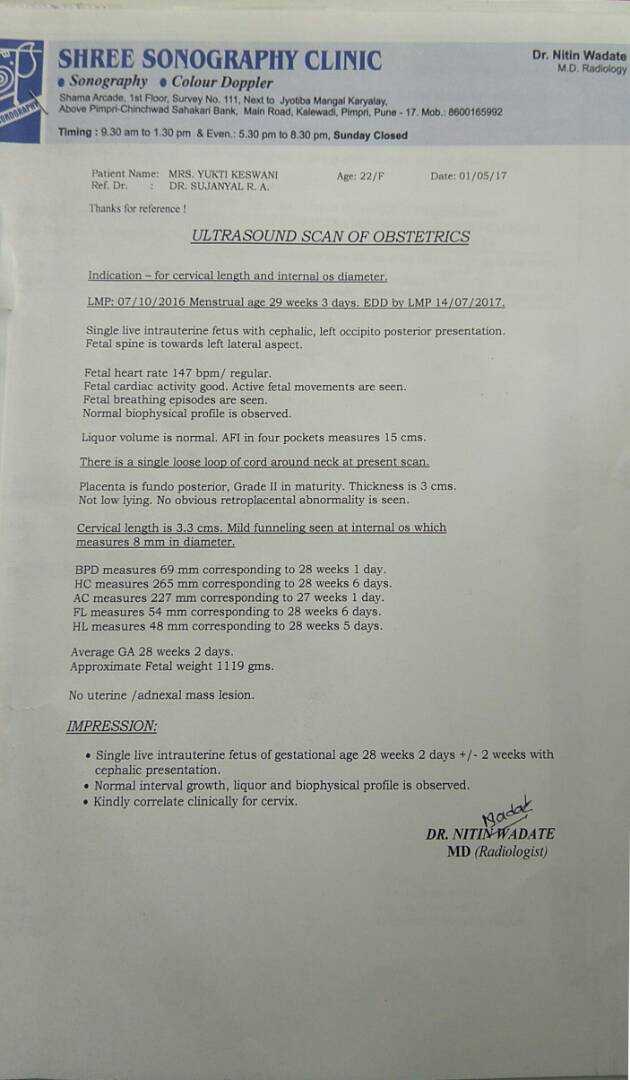 SHREE SONOGRAPHY CLINIC
● Sonography ● Colour Doppler
Dr. Nitin Wadate
M.D. Radiology
Shama Arcade, 1st Floor, Survey No. 111, Next to Jyotiba Mangal Karyalay,
Above Pimpri-Chinchwad Sahakari Bank, Main Road, Kalewadi, Pimpri, Pune - 17. Mob.: 8600165992
Timing : 9.30 am to 1.30 pm & Even.: 5.30 pm to 8.30 pm, Sunday Closed
Patient Name: MRS. YUKTI KESWANI Age: 22/F Date: 01/05/17
Ref. Dr. : DR. SUJANYAL R. A.
Thanks for reference !
ULTRASOUND SCAN OF OBSTETRICS
Indication – for cervical length and internal os diameter.
LMP: 07/10/2016 Menstrual age 29 weeks 3 days. EDD by LMP 14/07/2017.
Single live intrauterine fetus with cephalic, left occipito posterior presentation.
Fetal spine is towards left lateral aspect.
Fetal heart rate 147 bpm/ regular.
Fetal cardiac activity good. Active fetal movements are seen.
Fetal breathing episodes are seen.
Normal biophysical profile is observed.
Liquor volume is normal. AFI in four pockets measures 15 cms.
There is a single loose loop of cord around neck at present scan.
Placenta is fundo posterior, Grade II in maturity. Thickness is 3 cms.
Not low lying. No obvious retroplacental abnormality is seen.
Cervical length is 3.3 cms. Mild funneling seen at internal os which
measures 8 mm in diameter.
BPD measures 69 mm corresponding to 28 weeks 1 day.
HC measures 265 mm corresponding to 28 weeks 6 days.
AC measures 227 mm corresponding to 27 weeks 1 day.
FL measures 54 mm corresponding to 28 weeks 6 days.
HL measures 48 mm corresponding to 28 weeks 5 days.
Average GA 28 weeks 2 days.
Approximate Fetal weight 1119 gms.
No uterine /adnexal mass lesion.
IMPRESSION:
• Single live intrauterine fetus of gestational age 28 weeks 2 days +/- 2 weeks with
cephalic presentation.
• Normal interval growth, liquor and biophysical profile is observed.
• Kindly correlate clinically for cervix.
DR. NITIN WADATE
MD (Radiologist)